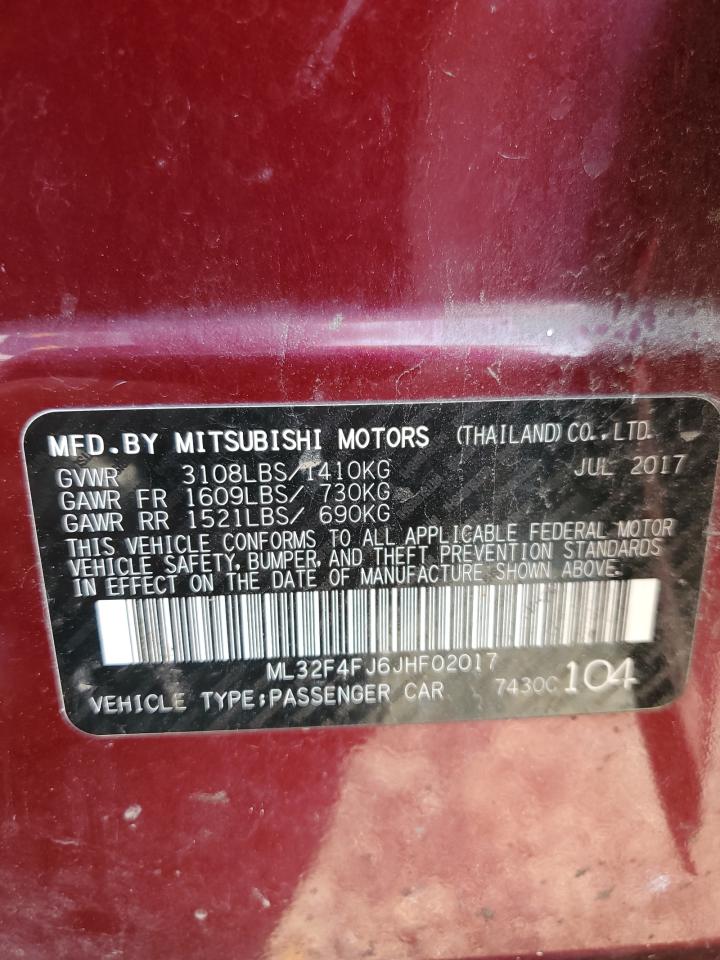 MFD.BY MITSUBISHI MOTORS (THAILAND)CO.,LTD.
GVWR 3108LBS/1410KG JUL 2017
GAWR FR 1609LBS/ 730KG
GAWR RR 1521LBS/ 690KG
THIS VEHICLE CONFORMS TO ALL APPLICABLE FEDERAL MOTOR
VEHICLE SAFETY, BUMPER, AND THEFT PREVENTION STANDARDS
IN EFFECT ON THE DATE OF MANUFACTURE SHOWN ABOVE.
ML32F4FJ6JHF02017
VEHICLE TYPE:PASSENGER CAR 7430C 104